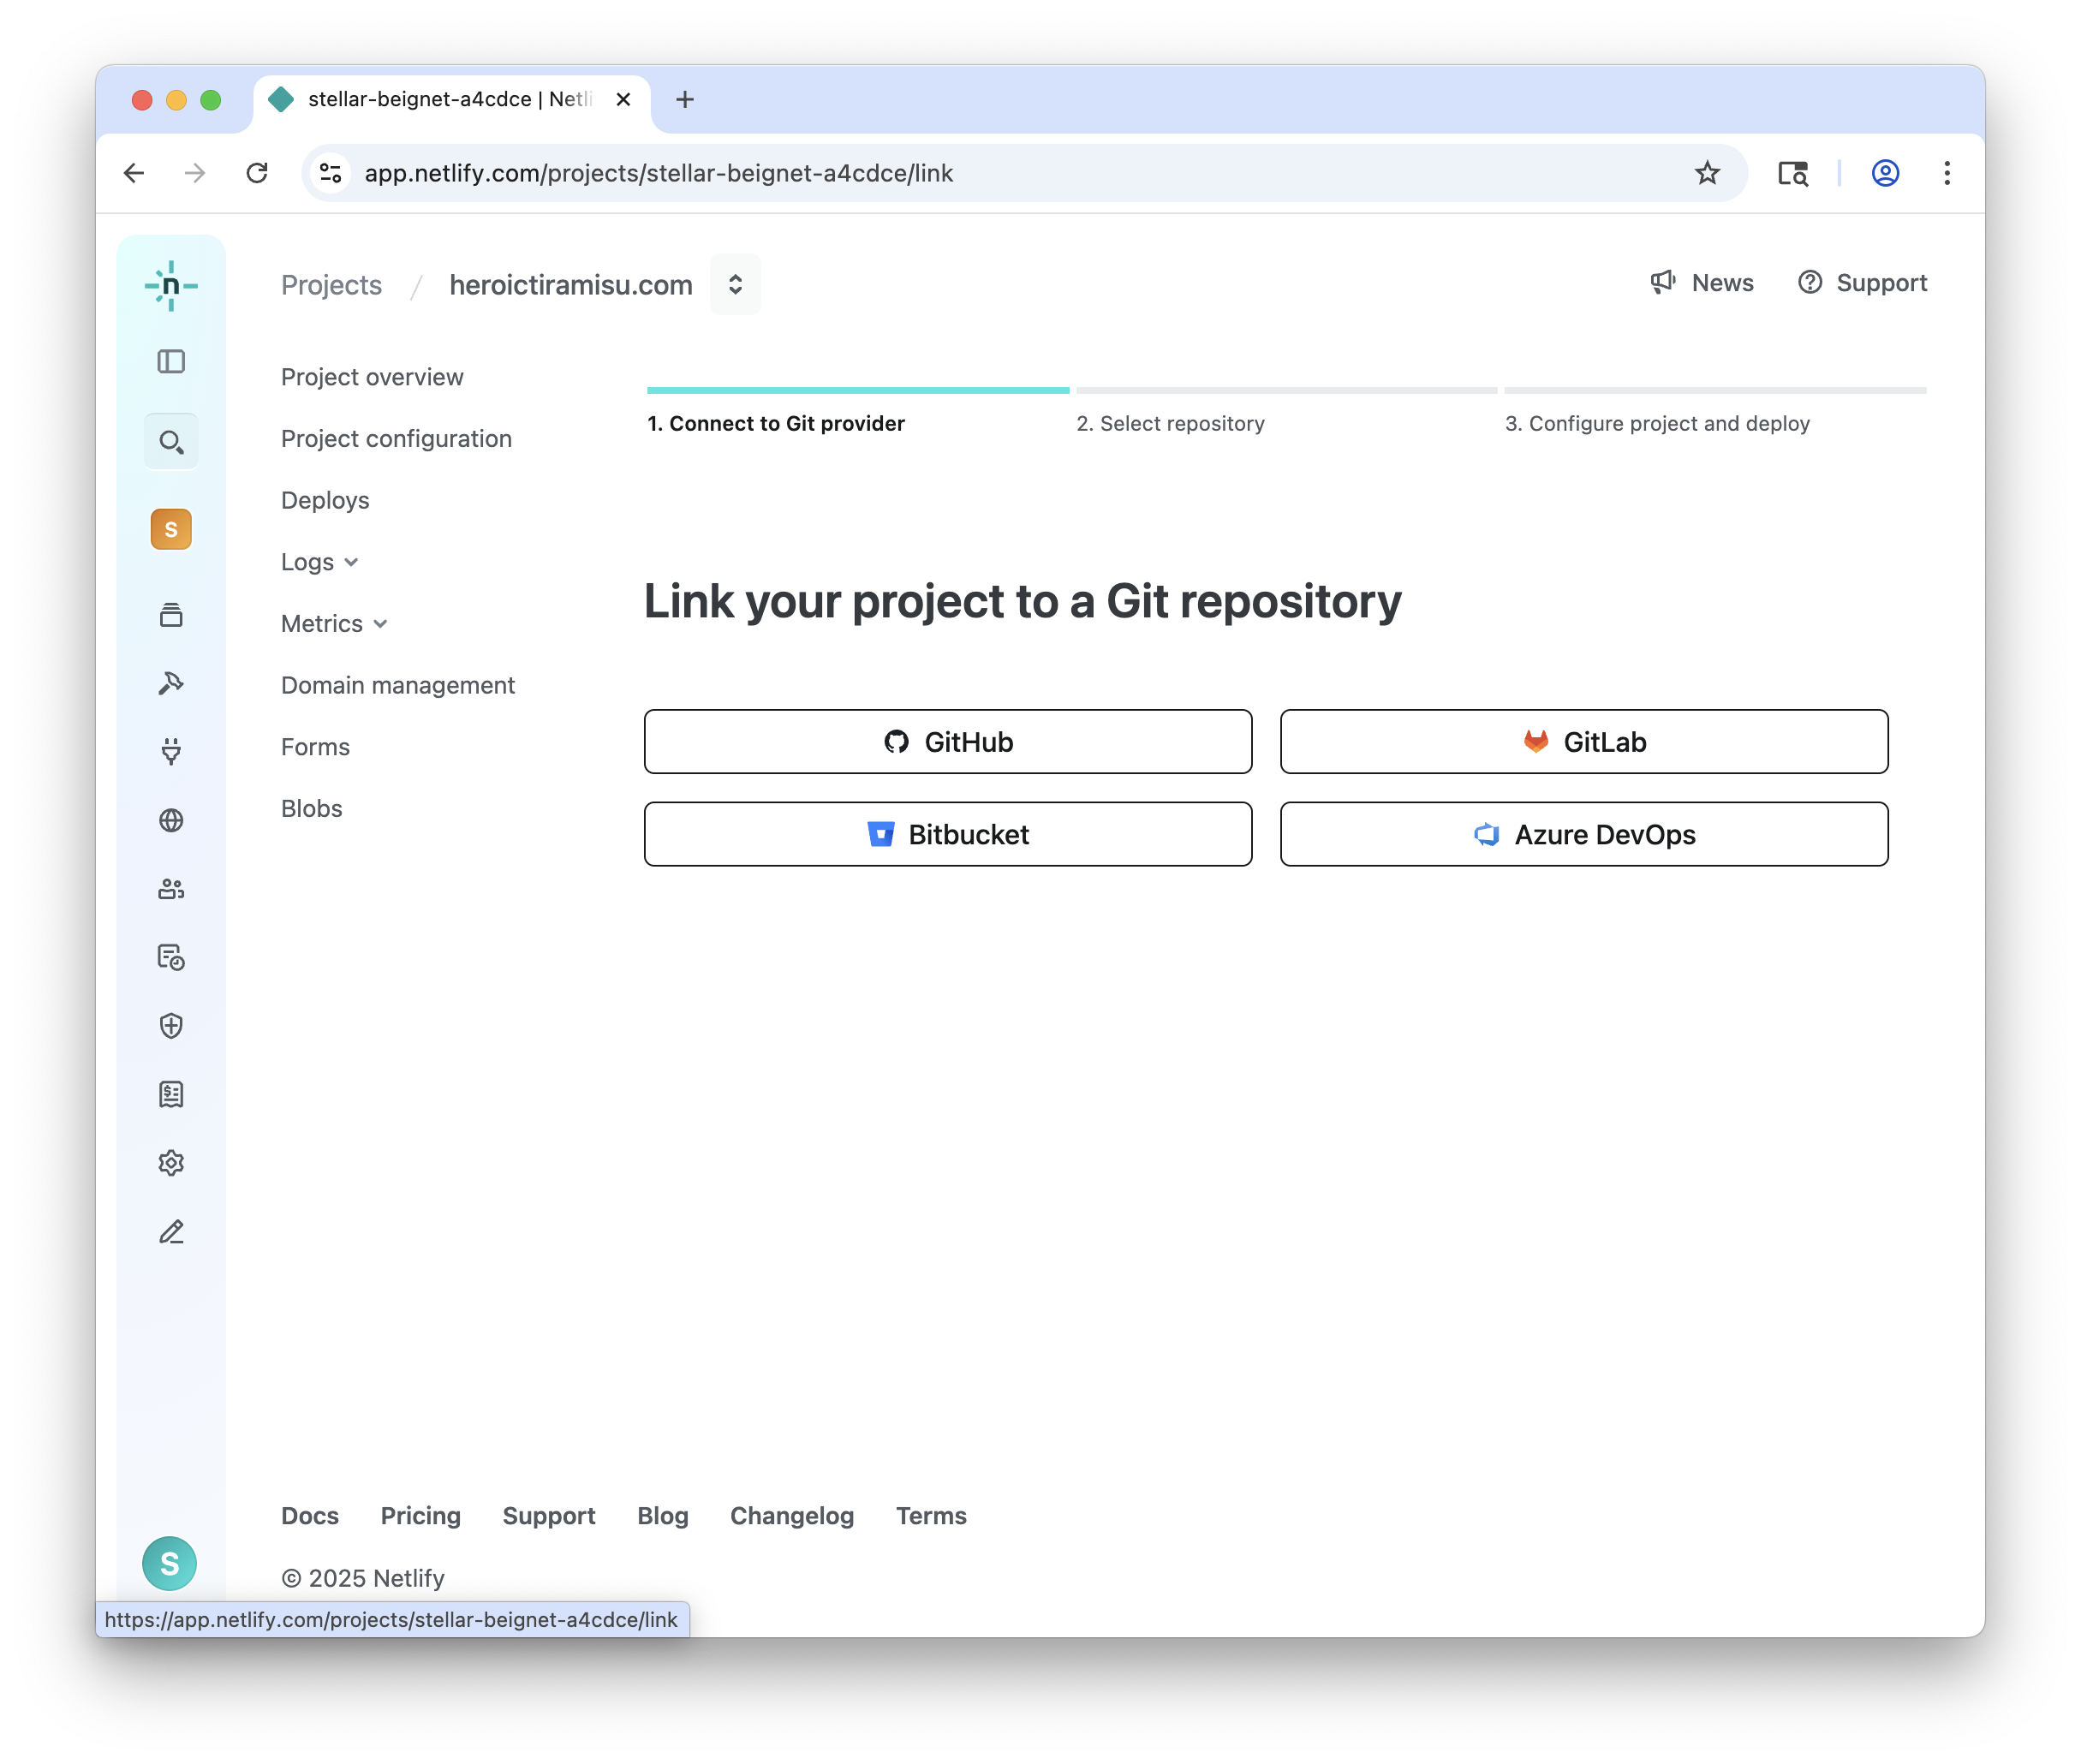 stellar-beignet-a4cdce | Netli
app.netlify.com/projects/stellar-beignet-a4cdce/link
n
Projects / heroictiramisu.com
News
Support
Project overview
Project configuration
Deploys
Logs
Metrics
Domain management
Forms
Blobs
1. Connect to Git provider
2. Select repository
3. Configure project and deploy
S
Link your project to a Git repository
GitHub
GitLab
Bitbucket
Azure DevOps
Docs
Pricing
Support
Blog
Changelog
Terms
S
© 2025 Netlify
https://app.netlify.com/projects/stellar-beignet-a4cdce/link